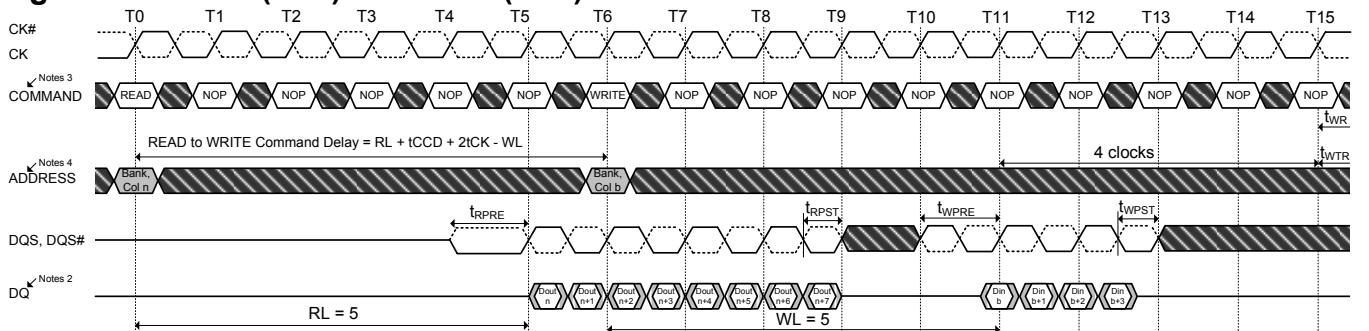 T0 T1 T2 T3 T4 T5 T6 T7 T8 T9 T10 T11 T12 T13 T14 T15
CK#
CK
Notes 3
COMMAND READ NOP NOP NOP NOP NOP WRITE NOP NOP NOP NOP NOP NOP NOP NOP NOP
tWR
READ to WRITE Command Delay = RL + tCCD + 2tCK - WL
4 clocks
tWTR
Notes 4
ADDRESS Bank, Col n Bank, Col b
tRPRE tRPST tWPRE tWPST
DQS, DQS#
Notes 2
DQ Dout n Dout n+1 Dout n+2 Dout n+3 Dout n+4 Dout n+5 Dout n+6 Dout n+7 Din b Din b+1 Din b+2 Din b+3
RL = 5 WL = 5